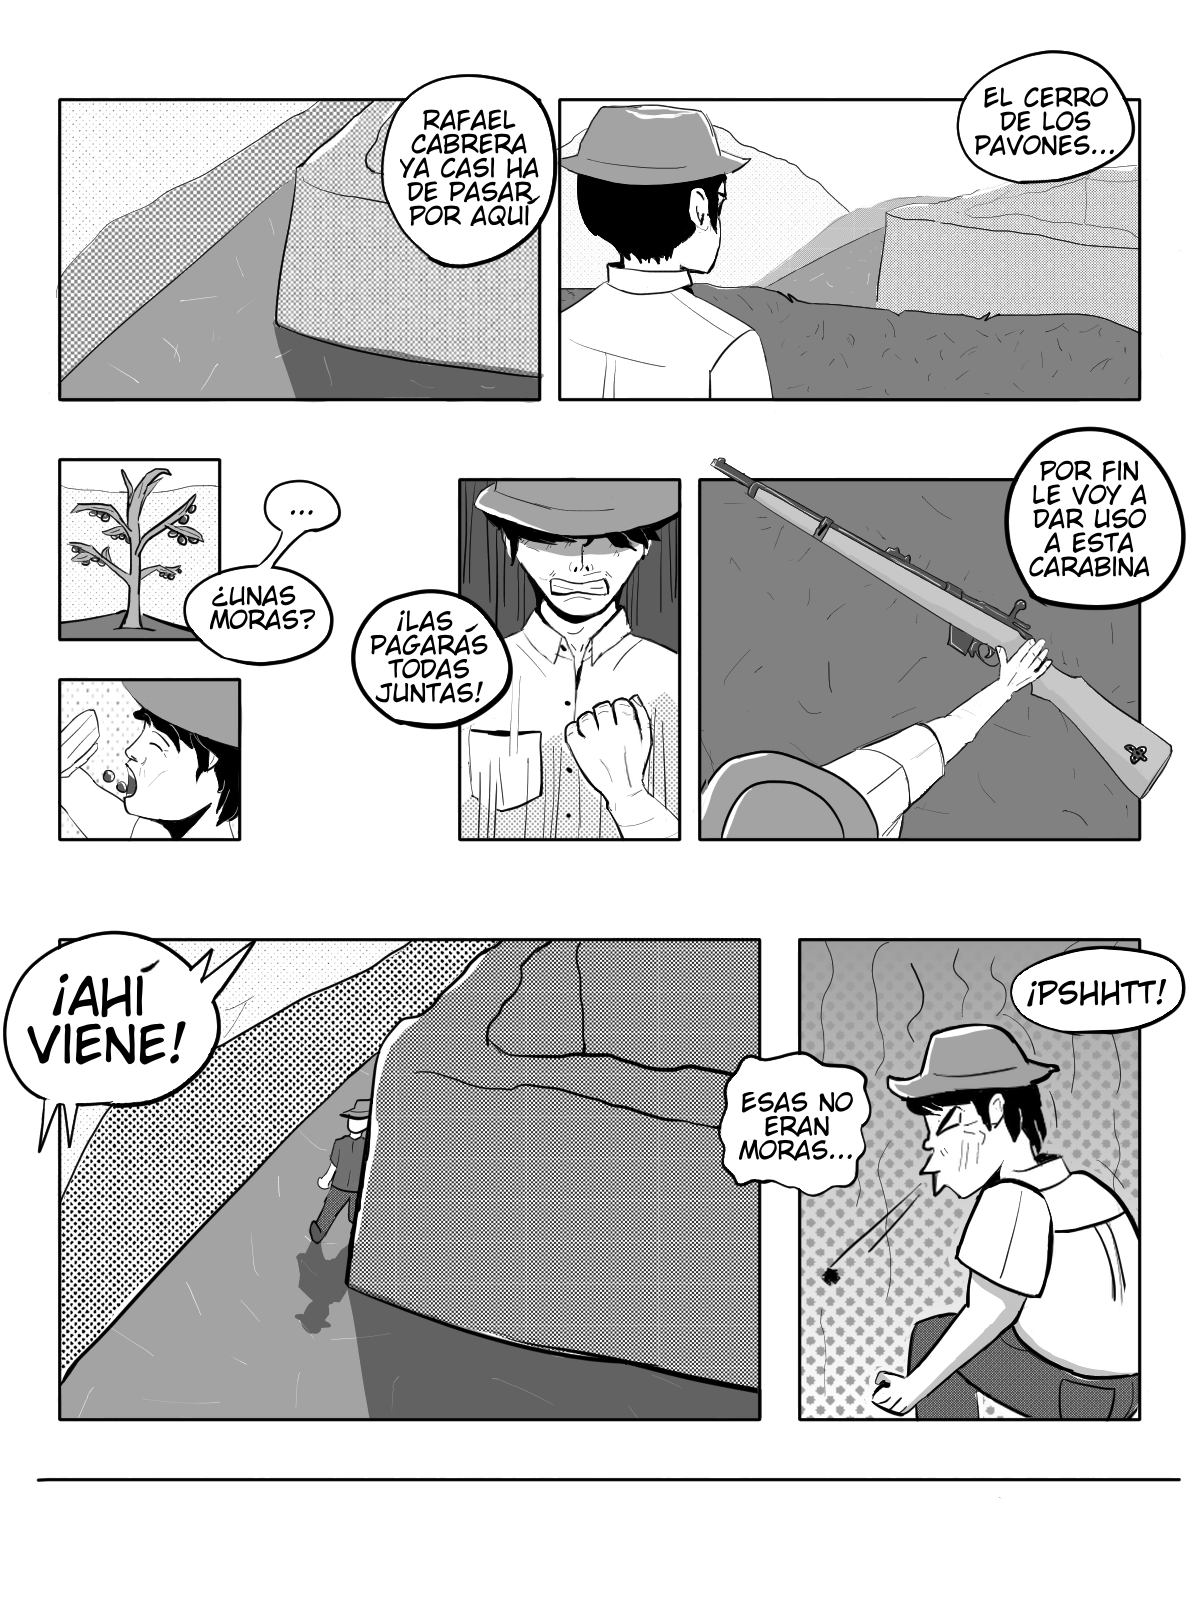 RAFAEL
CABRERA
YA CASI HA
DE PASAR
POR AQUÍ
EL CERRO
DE LOS
PAVONES...
...
¿UNAS
MORAS?
¡LAS
PAGARÁS
TODAS
JUNTAS!
POR FIN
LE VOY A
DAR USO
A ESTA
CARABINA
¡AHÍ
VIENE!
¡PSHHTT!
ESAS NO
ERAN
MORAS...